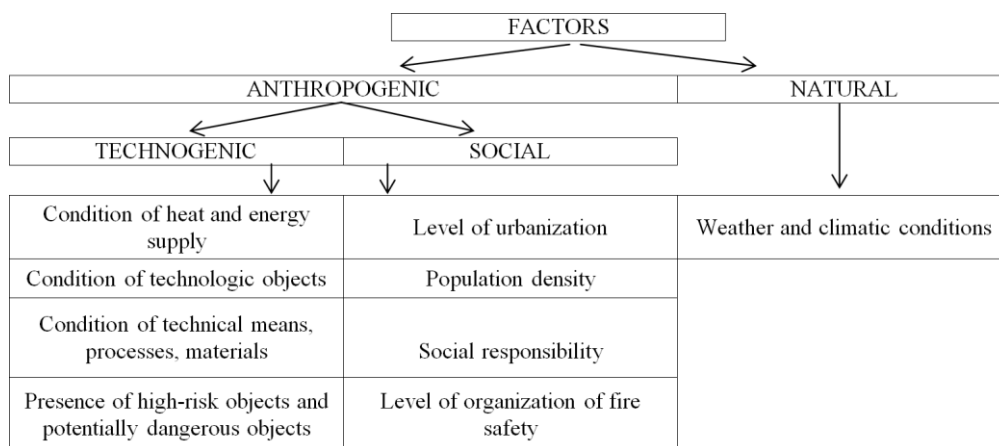 FACTORS
ANTHROPOGENIC
NATURAL
TECHNOGENIC
SOCIAL
Condition of heat and energy
supply
Level of urbanization
Weather and climatic conditions
Condition of technologic objects
Population density
Condition of technical means,
processes, materials
Social responsibility
Presence of high-risk objects and
potentially dangerous objects
Level of organization of fire
safety